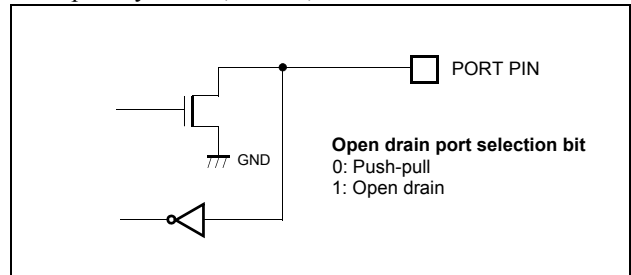 PORT PIN
GND
Open drain port selection bit
0: Push-pull
1: Open drain